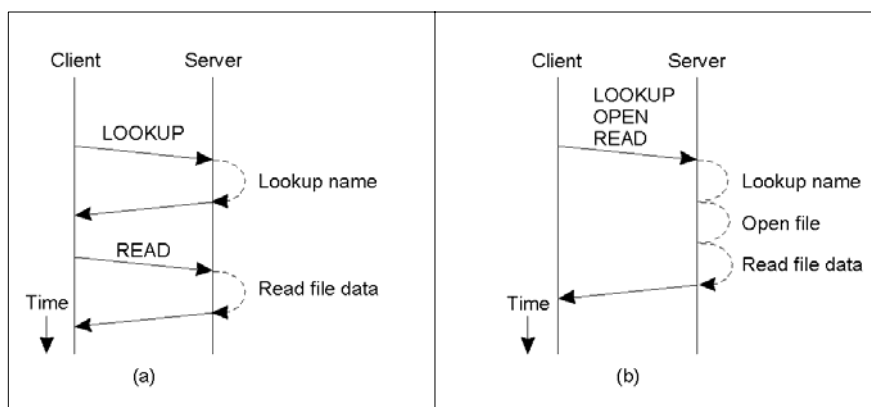 Client Server
LOOKUP
Lookup name
READ
Read file data
Time
(a)
Client Server
LOOKUP
OPEN
READ
Lookup name
Open file
Read file data
Time
(b)